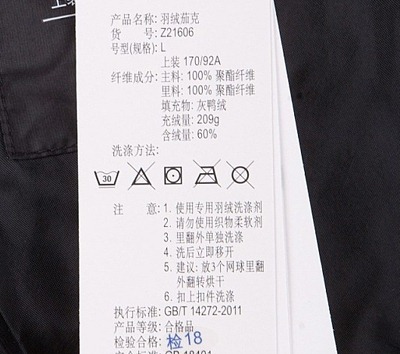 产品名称: 羽绒茄克
货 号: Z21606
号型(规格): L
上装 170/92A
纤维成分: 主料: 100% 聚酯纤维
里料: 100% 聚酯纤维
填充物: 灰鸭绒
充绒量: 209g
含绒量: 60%
洗涤方法:
30
注 意: 1. 使用专用羽绒洗涤剂
2. 请勿使用织物柔软剂
3. 里翻外单独洗涤
4. 洗后立即移开
5. 建议: 放3个网球里翻
外翻转烘干
6. 扣上扣件洗涤
执行标准: GB/T 14272-2011
产品等级: 合格品
检验合格: 检18